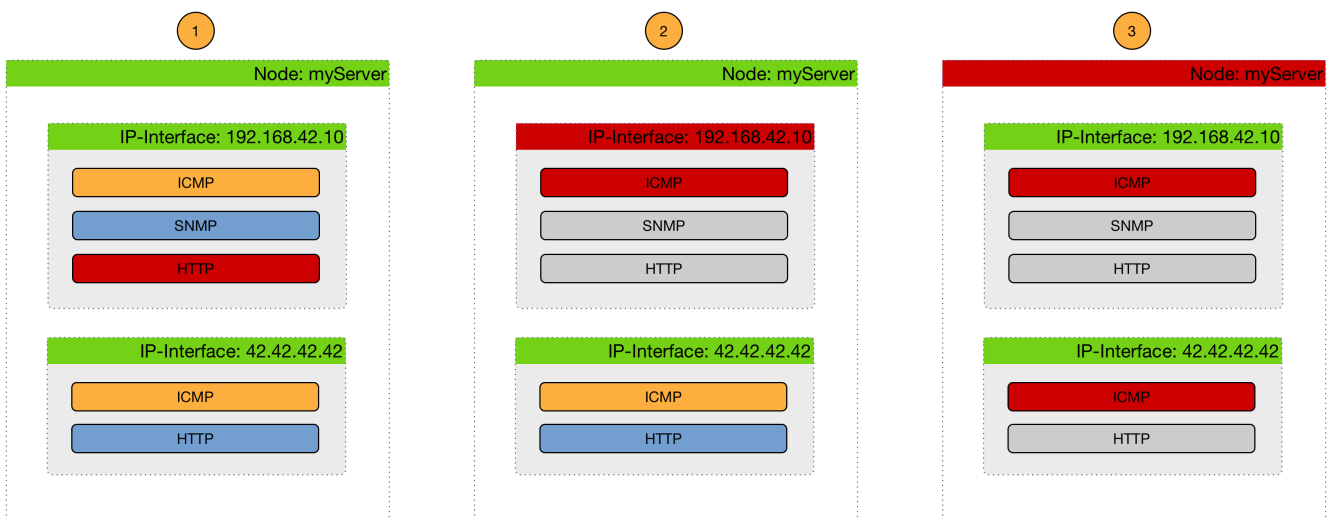 1
Node: myServer
IP-Interface: 192.168.42.10
ICMP
SNMP
HTTP
IP-Interface: 42.42.42.42
ICMP
HTTP
2
Node: myServer
IP-Interface: 192.168.42.10
ICMP
SNMP
HTTP
IP-Interface: 42.42.42.42
ICMP
HTTP
3
Node: myServer
IP-Interface: 192.168.42.10
ICMP
SNMP
HTTP
IP-Interface: 42.42.42.42
ICMP
HTTP